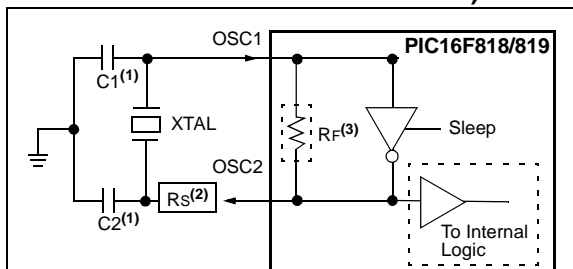 OSC1
PIC16F818/819
C1(1)
XTAL
RF(3)
Sleep
OSC2
RS(2)
C2(1)
To Internal
Logic